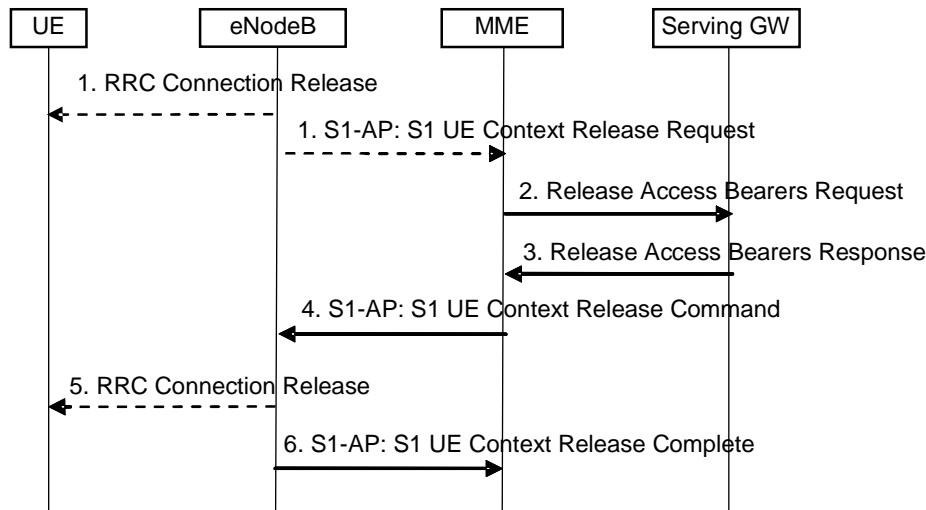 UE eNodeB MME Serving GW
1. RRC Connection Release
1. S1-AP: S1 UE Context Release Request
2. Release Access Bearers Request
3. Release Access Bearers Response
4. S1-AP: S1 UE Context Release Command
5. RRC Connection Release
6. S1-AP: S1 UE Context Release Complete